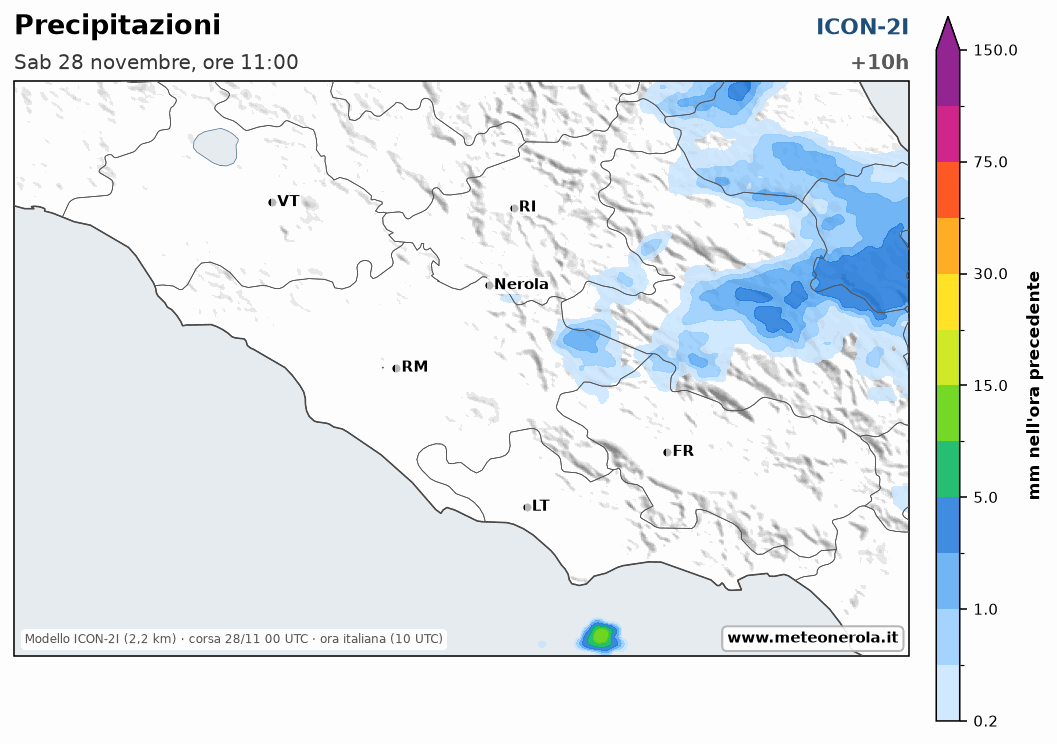 Precipitazioni
ICON-2I
Sab 28 novembre, ore 11:00
+10h
150.0
75.0
30.0
15.0
5.0
1.0
0.2
mm nell'ora precedente
VT
RI
Nerola
RM
FR
LT
Modello ICON-2I (2,2 km) · corsa 28/11 00 UTC · ora italiana (10 UTC)
www.meteonerola.it